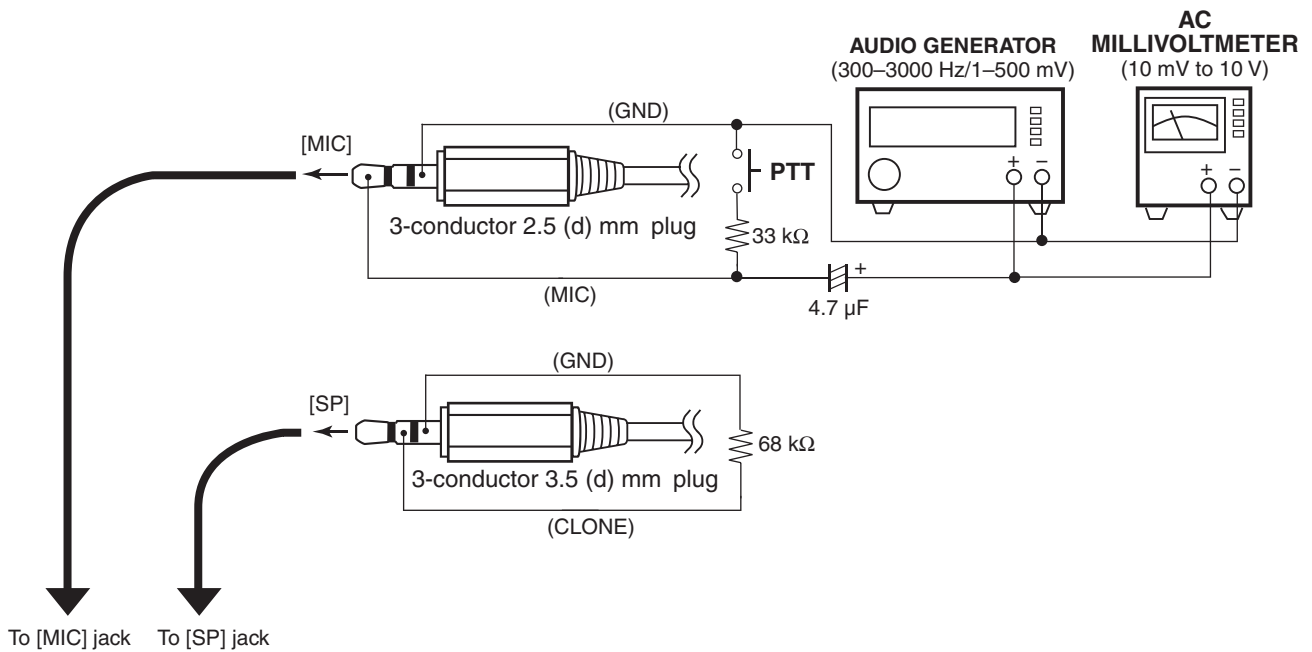 AC
MILLIVOLTMETER
(10 mV to 10 V)
AUDIO GENERATOR
(300–3000 Hz/1–500 mV)
+
–
+
–
(GND)
[MIC]
PTT
3-conductor 2.5 (d) mm plug
33 kΩ
(MIC)
+
4.7 µF
(GND)
[SP]
68 kΩ
3-conductor 3.5 (d) mm plug
(CLONE)
To [MIC] jack
To [SP] jack